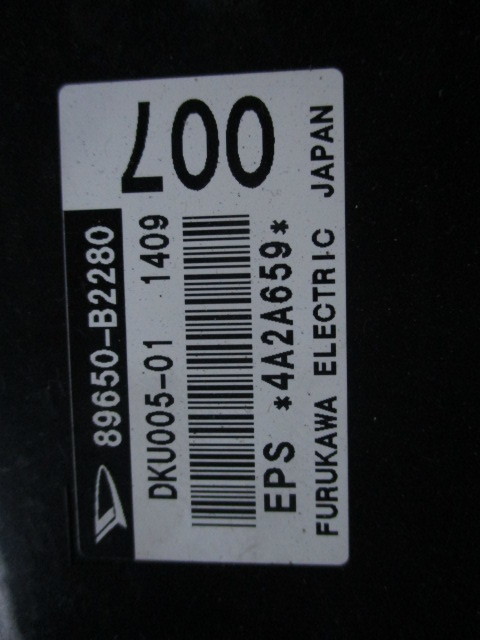 007
89650-B2280
DKU005-01 1409
EPS *4A2A659*
FURUKAWA ELECTRIC JAPAN